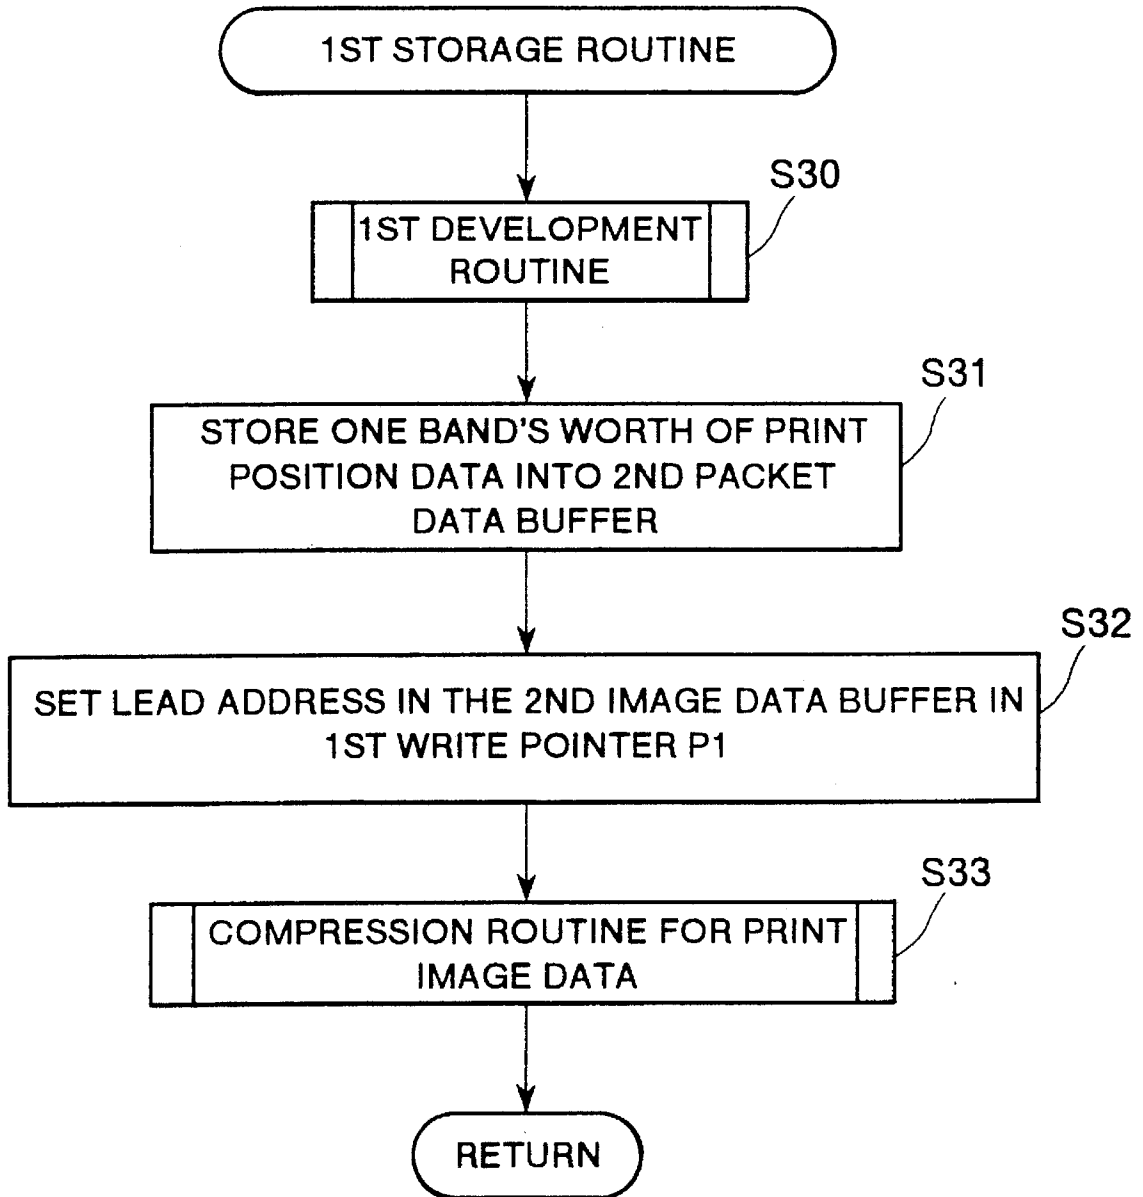 1ST STORAGE ROUTINE
S30
1ST DEVELOPMENT
ROUTINE
S31
STORE ONE BAND'S WORTH OF PRINT
POSITION DATA INTO 2ND PACKET
DATA BUFFER
S32
SET LEAD ADDRESS IN THE 2ND IMAGE DATA BUFFER IN
1ST WRITE POINTER P1
S33
COMPRESSION ROUTINE FOR PRINT
IMAGE DATA
RETURN